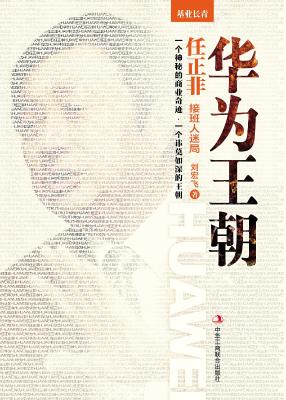 基业长青
华为王朝
任正非
接班人迷局
刘宏飞 著
一个神秘的商业奇迹·一个讳莫如深的王朝
HUAWEI
中华工商联合出版社